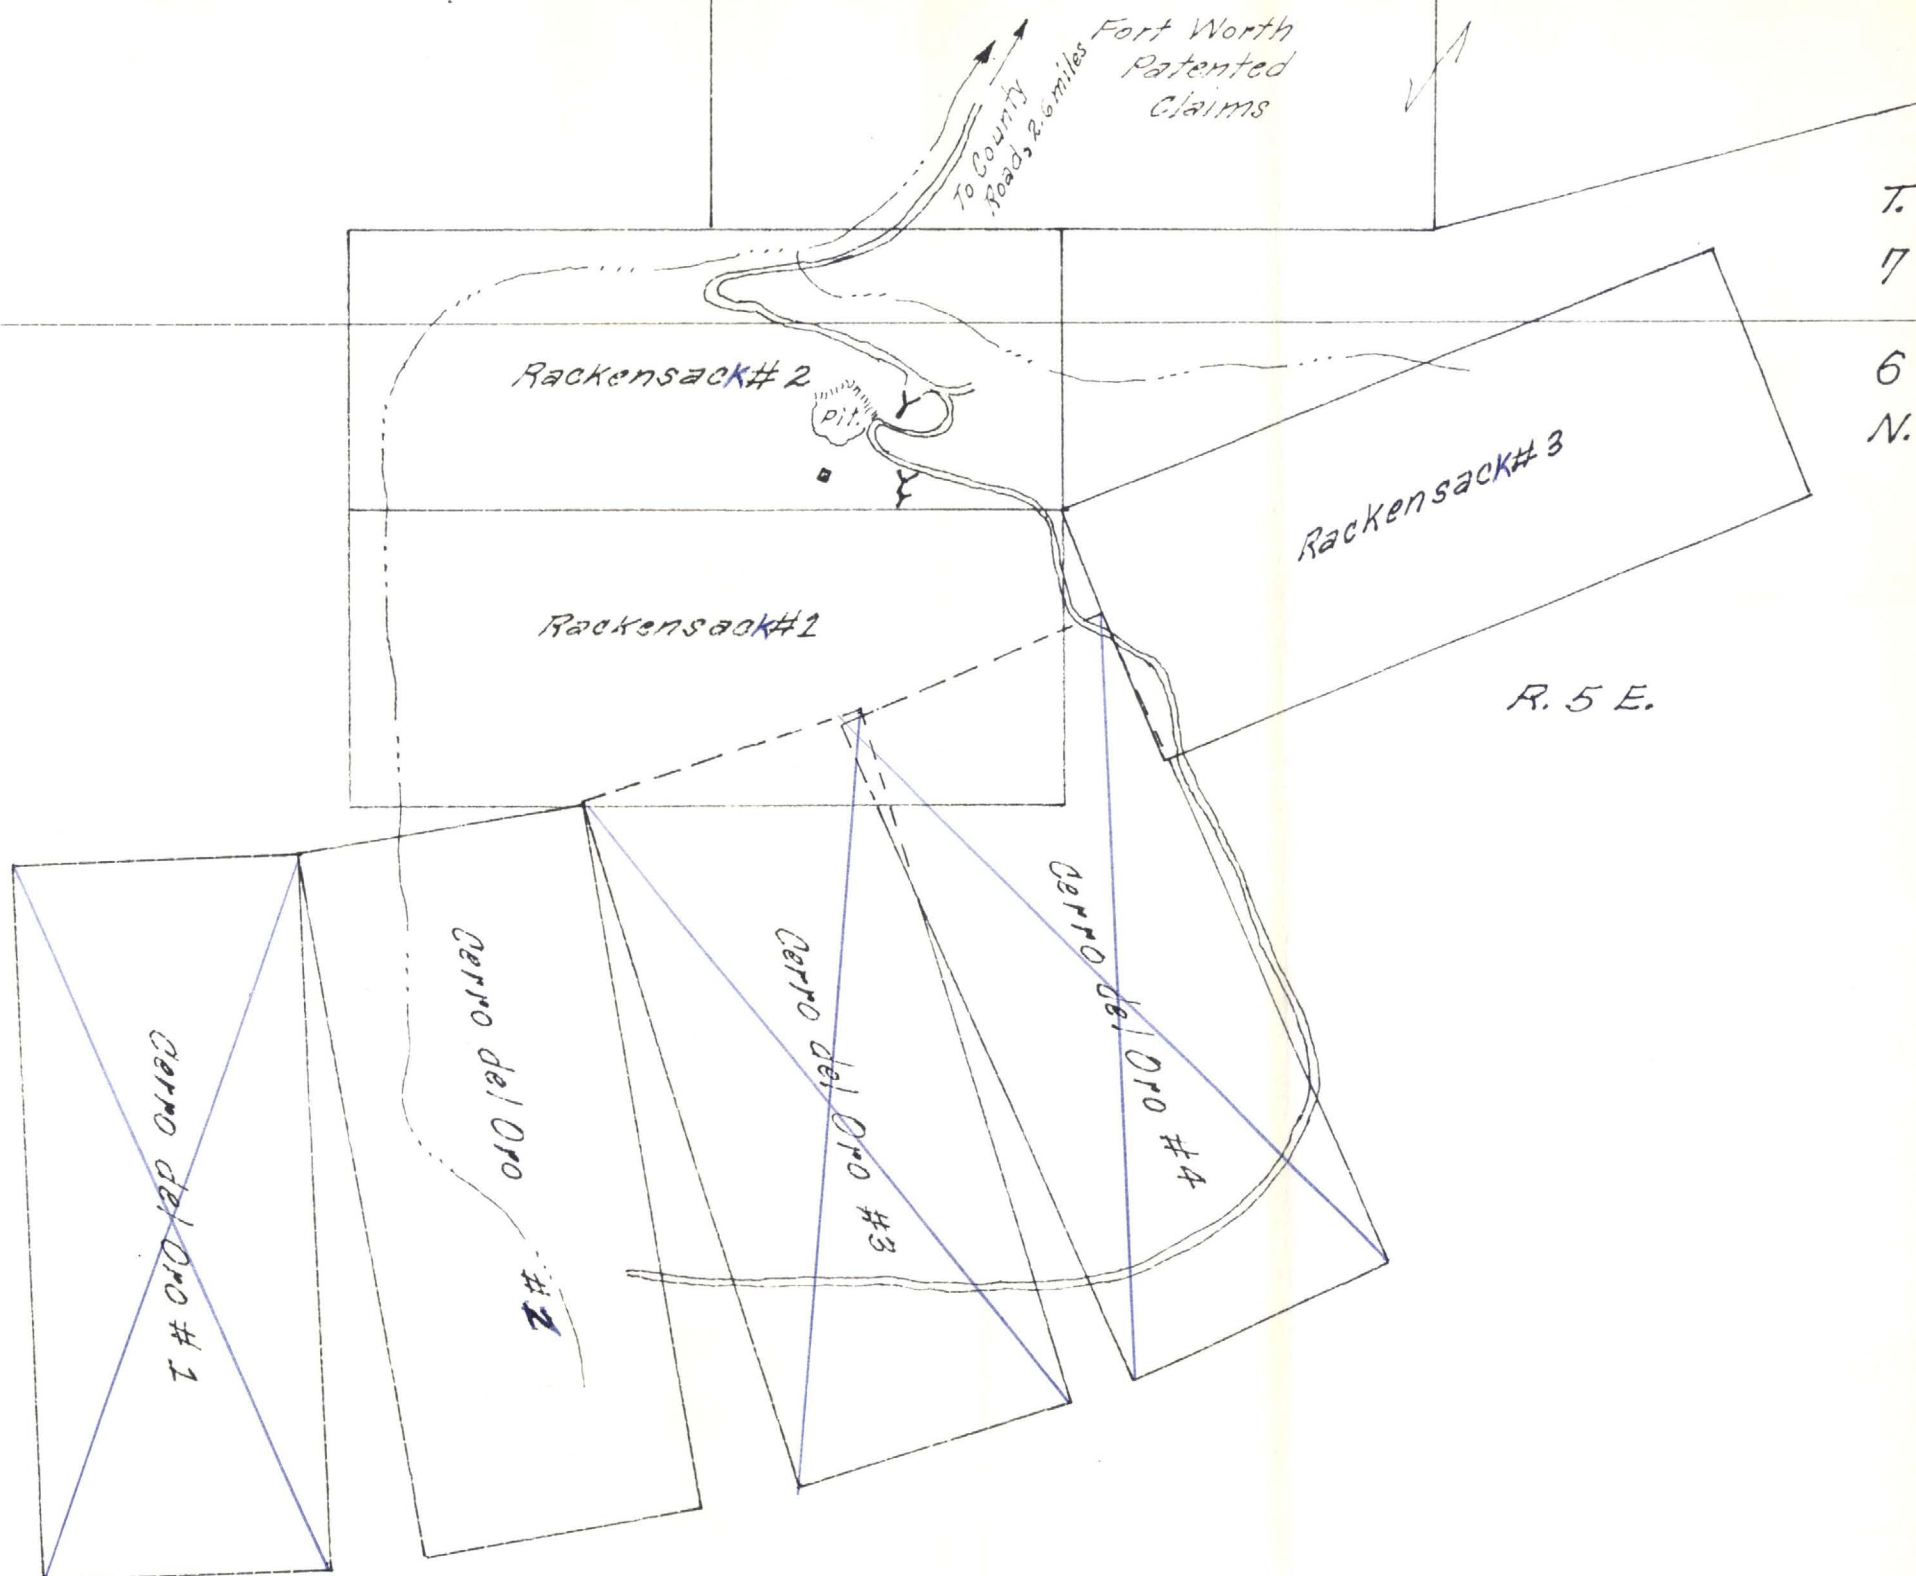 Fort Worth
Patented
Claims
To County
Road, 2.6 miles
T.
7
6
N.
Rackensack #2
Pit.
Rackensack #3
Rackensack #1
R. 5 E.
Cerro del Oro #1
Cerro del Oro #2
Cerro del Oro #3
Cerro del Oro #4